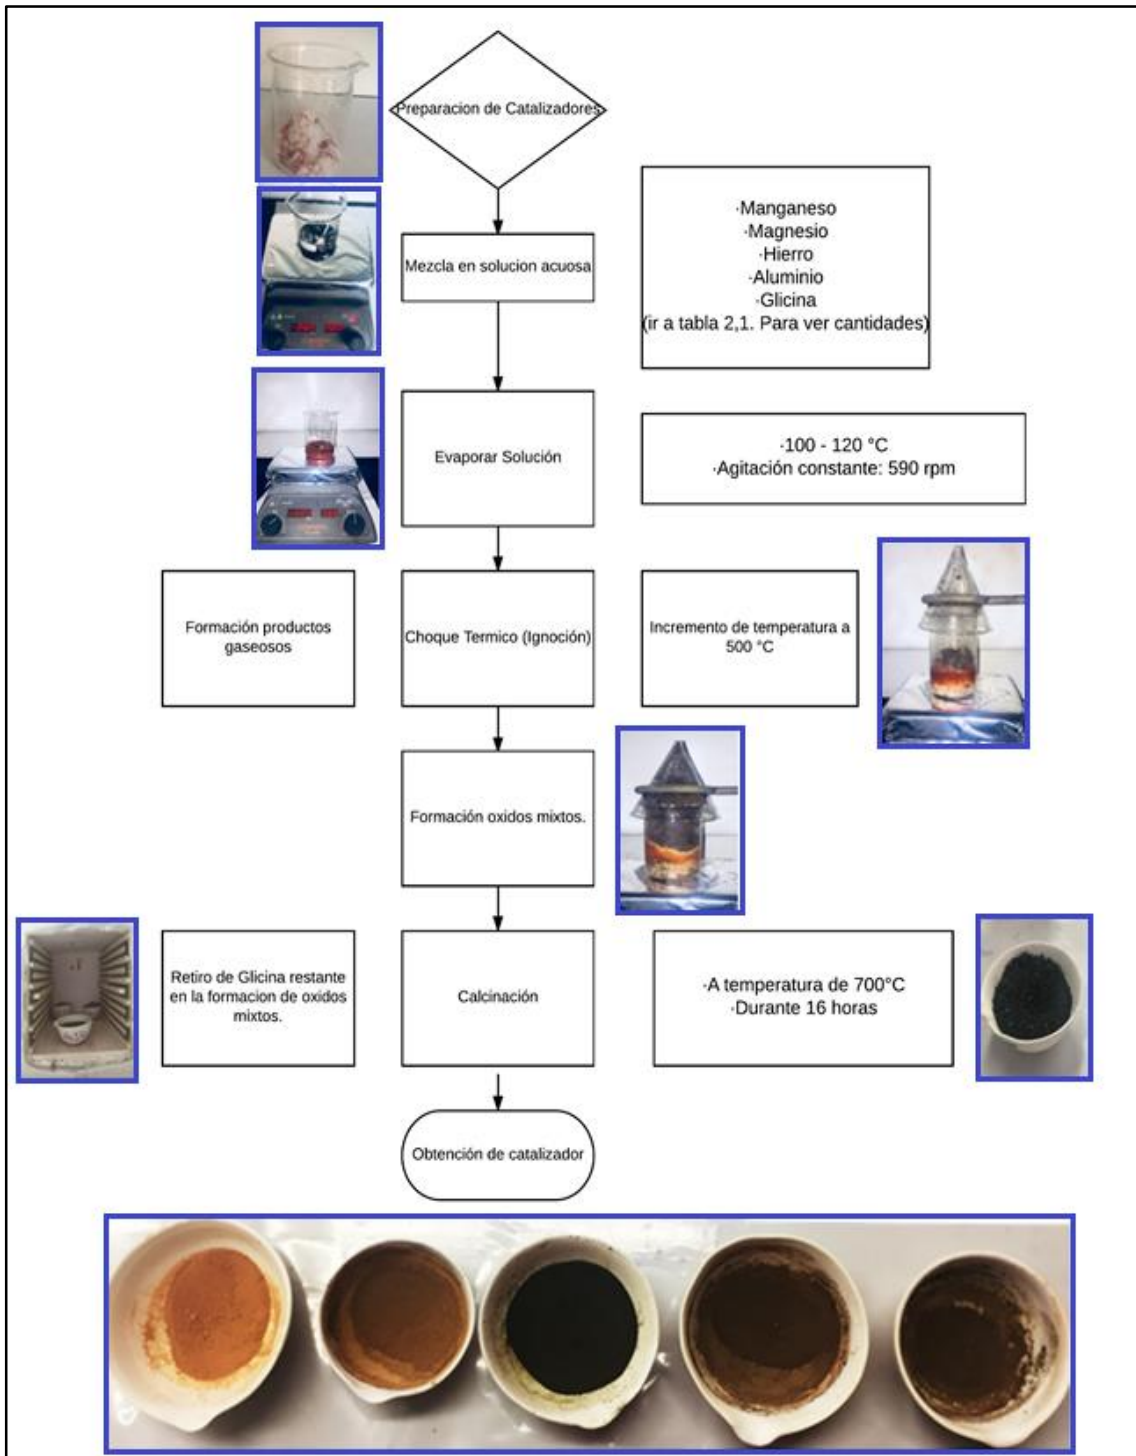 Preparacion de Catalizadores
Mezcla en solucion acuosa
·Manganeso
·Magnesio
·Hierro
·Aluminio
·Glicina
(ir a tabla 2,1. Para ver cantidades)
Evaporar Solución
·100 - 120 °C
·Agitación constante: 590 rpm
Formación productos
gaseosos
Choque Termico (Ignoción)
Incremento de temperatura a
500 °C
Formación oxidos mixtos.
Retiro de Glicina restante
en la formacion de oxidos
mixtos.
Calcinación
·A temperatura de 700°C
·Durante 16 horas
Obtención de catalizador